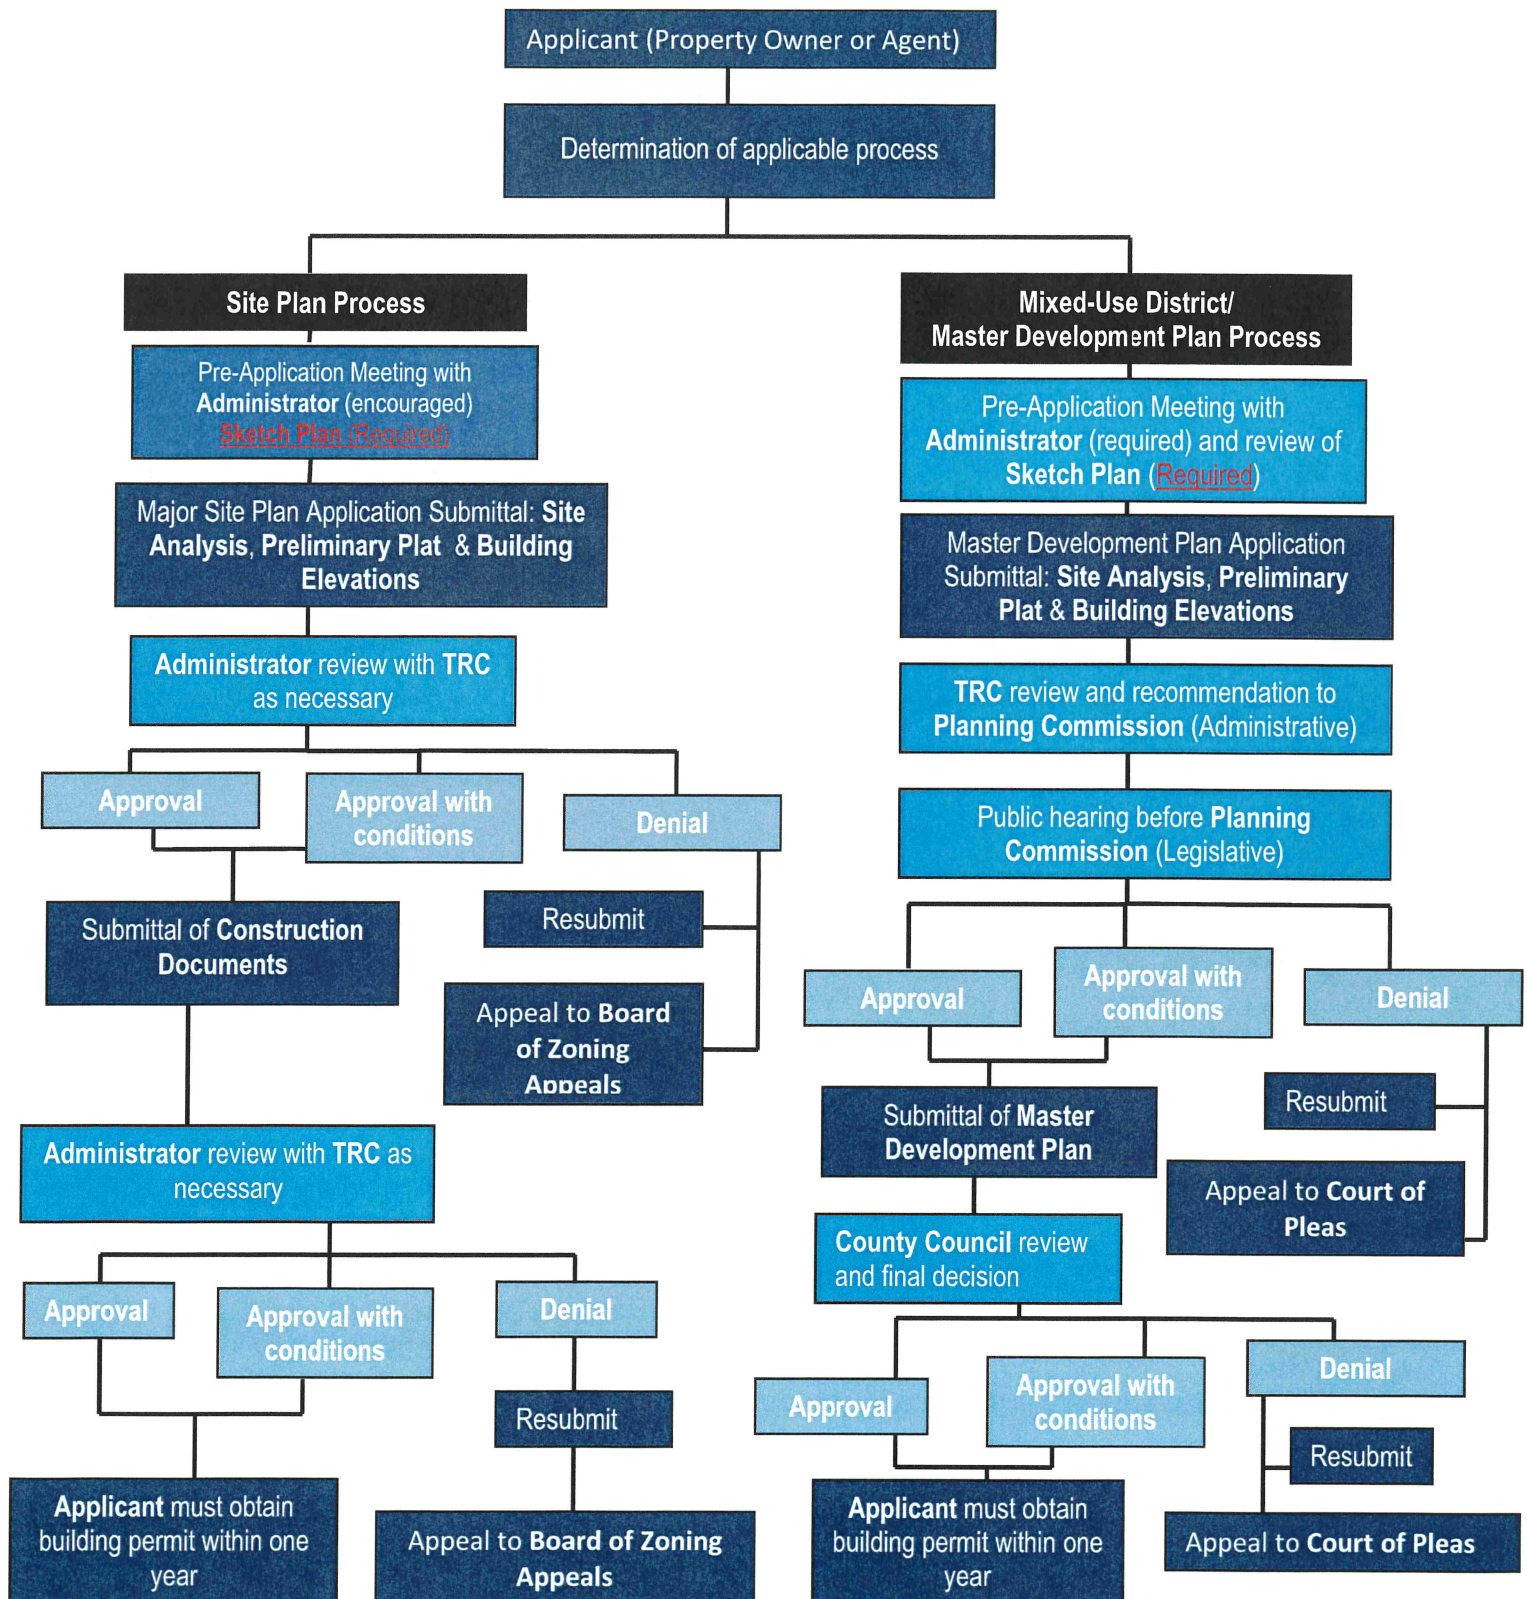 Applicant (Property Owner or Agent)
Determination of applicable process
Site Plan Process
Pre-Application Meeting with
Administrator (encouraged)
Sketch Plan (Required)
Major Site Plan Application Submittal: Site
Analysis, Preliminary Plat & Building
Elevations
Administrator review with TRC
as necessary
Approval
Approval with
conditions
Denial
Resubmit
Appeal to Board
of Zoning
Appeals
Submittal of Construction
Documents
Administrator review with TRC as
necessary
Approval
Approval with
conditions
Denial
Resubmit
Applicant must obtain
building permit within one
year
Appeal to Board of Zoning
Appeals
Mixed-Use District/
Master Development Plan Process
Pre-Application Meeting with
Administrator (required) and review of
Sketch Plan (Required)
Master Development Plan Application
Submittal: Site Analysis, Preliminary
Plat & Building Elevations
TRC review and recommendation to
Planning Commission (Administrative)
Public hearing before Planning
Commission (Legislative)
Approval
Approval with
conditions
Denial
Resubmit
Appeal to Court of
Pleas
Submittal of Master
Development Plan
County Council review
and final decision
Approval
Approval with
conditions
Denial
Resubmit
Applicant must obtain
building permit within one
year
Appeal to Court of Pleas